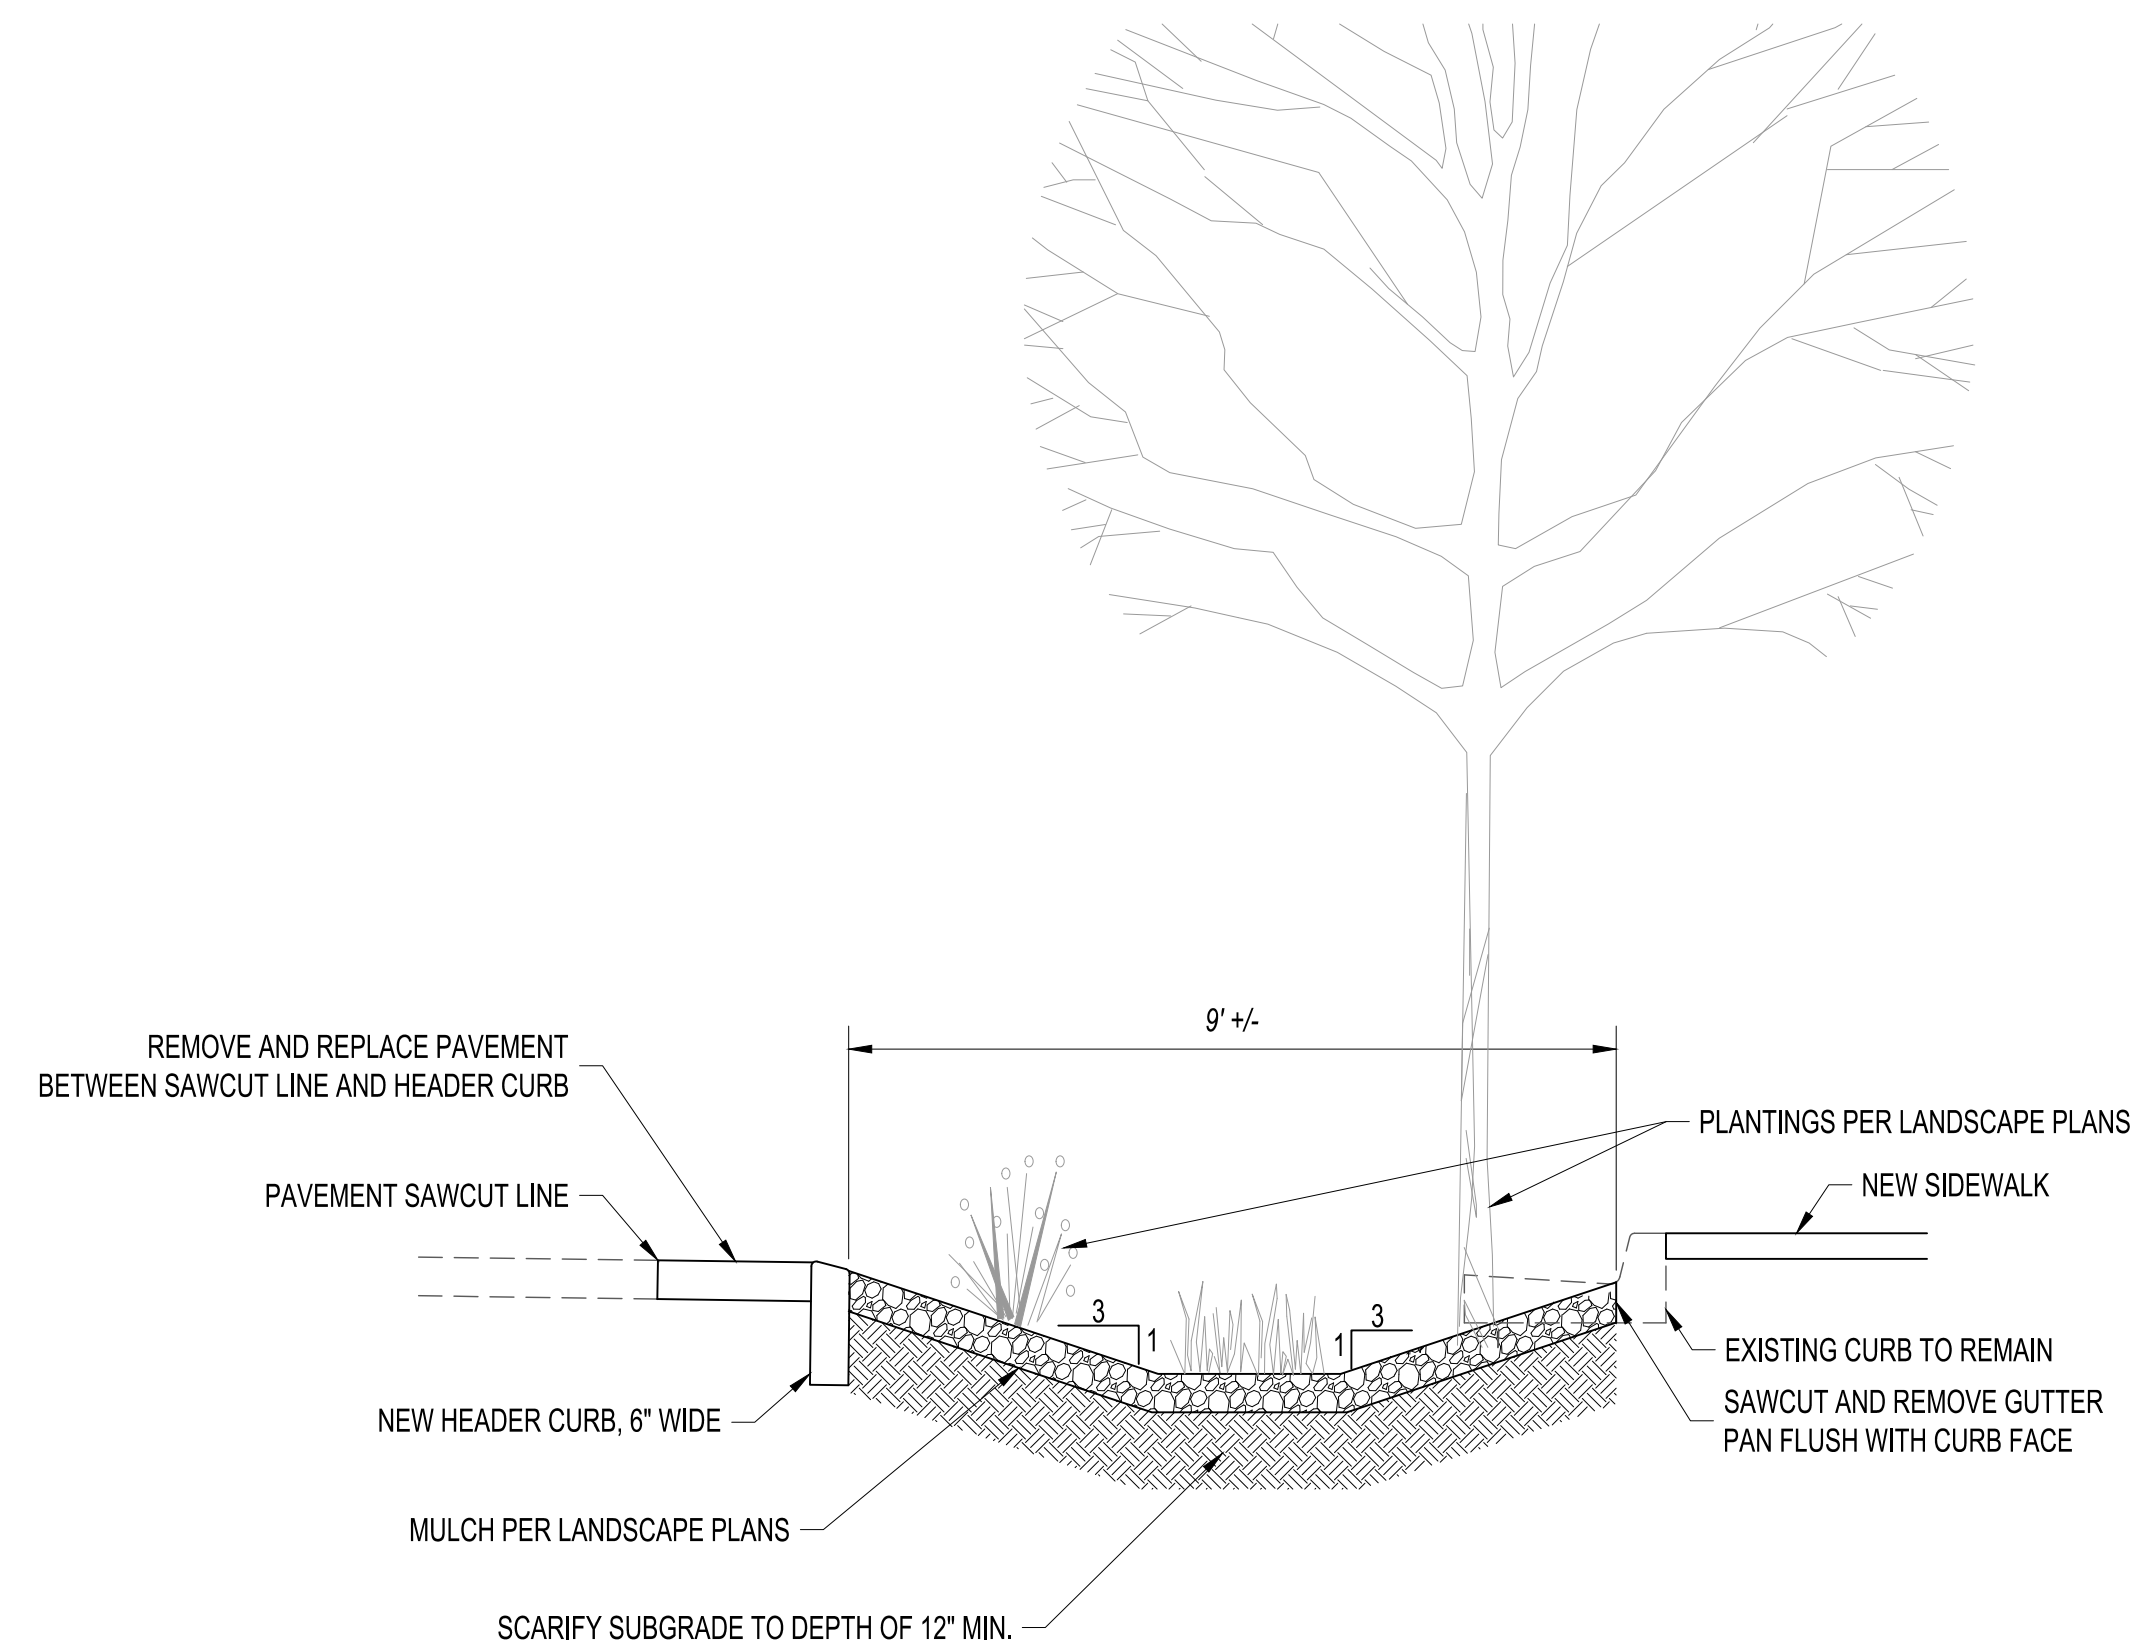 9' +/-
REMOVE AND REPLACE PAVEMENT
BETWEEN SAWCUT LINE AND HEADER CURB
PLANTINGS PER LANDSCAPE PLANS
PAVEMENT SAWCUT LINE
NEW SIDEWALK
3
1
3
1
EXISTING CURB TO REMAIN
SAWCUT AND REMOVE GUTTER
PAN FLUSH WITH CURB FACE
NEW HEADER CURB, 6" WIDE
MULCH PER LANDSCAPE PLANS
SCARIFY SUBGRADE TO DEPTH OF 12" MIN.